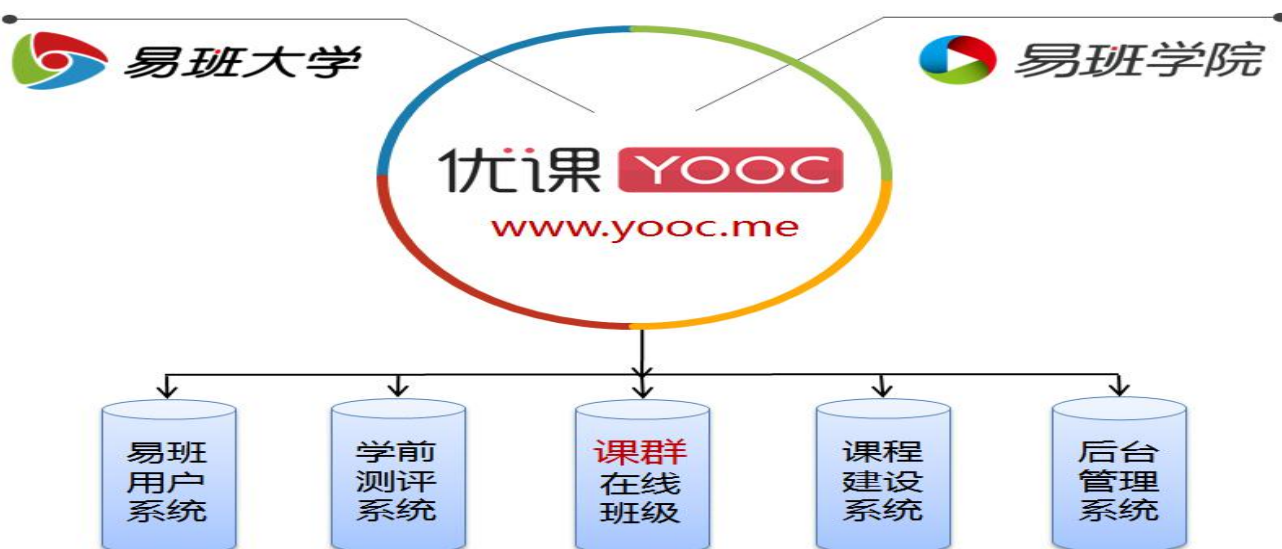 易班大学
易班学院
优课 YOOC
www.yooc.me
易班
用户
系统
学前
测评
系统
课群
在线
班级
课程
建设
系统
后台
管理
系统